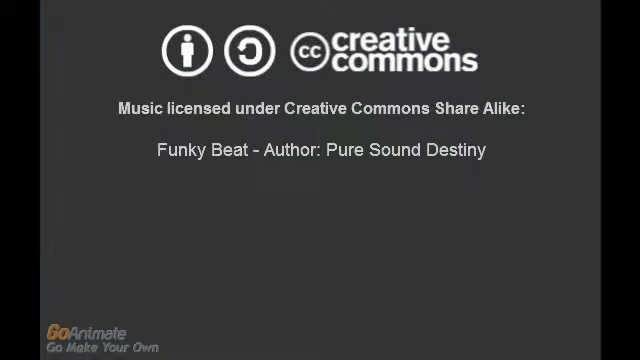 cc creative
commons
Music licensed under Creative Commons Share Alike:
Funky Beat - Author: Pure Sound Destiny
GoAnimate
Go Make Your Own